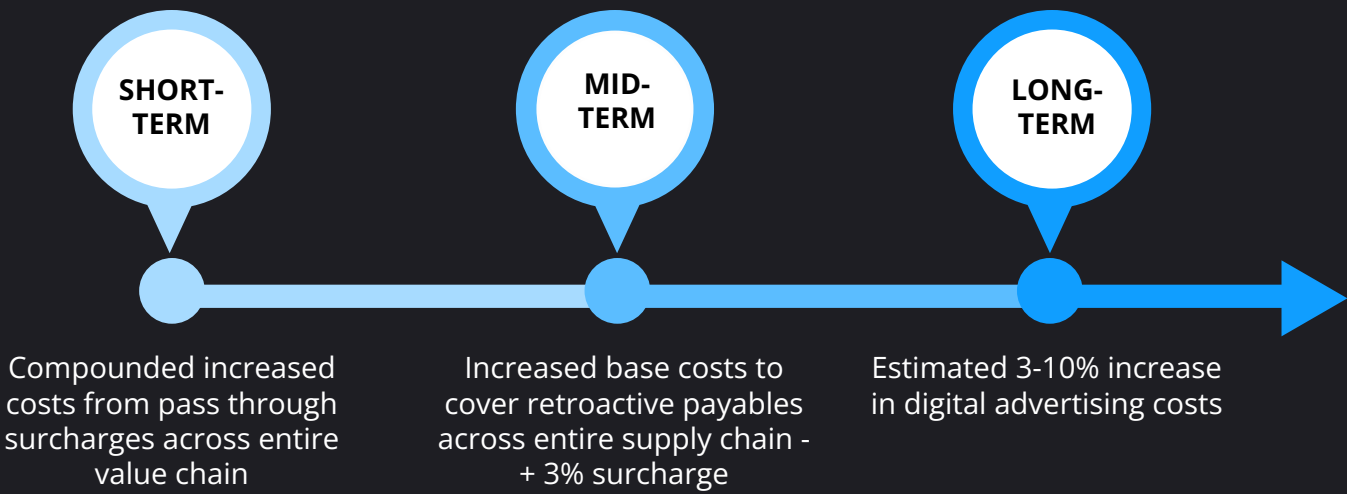 SHORT-
TERM
MID-
TERM
LONG-
TERM
Compounded increased
costs from pass through
surcharges across entire
value chain
Increased base costs to
cover retroactive payables
across entire supply chain -
+ 3% surcharge
Estimated 3-10% increase
in digital advertising costs